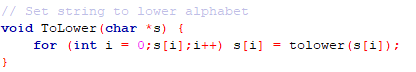 // Set string to lower alphabet
void ToLower(char *s) {
    for (int i = 0;s[i];i++) s[i] = tolower(s[i]);
}